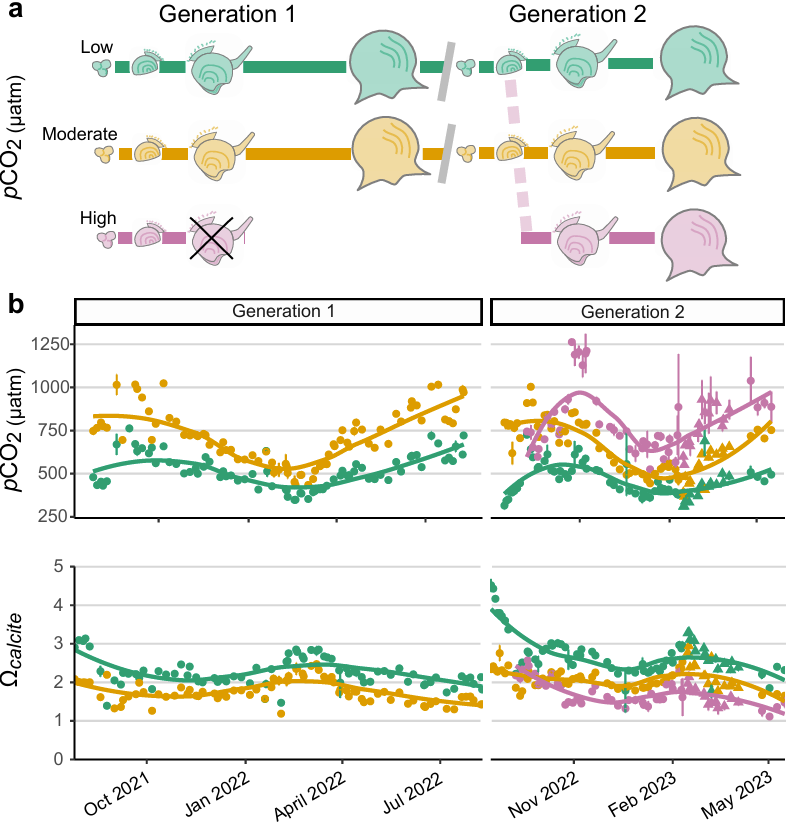 a
Generation 1
Generation 2
Low
Moderate
High
pCO2 (µatm)
b
Generation 1
Generation 2
1250
1000
750
500
250
pCO2 (µatm)
5
4
3
2
1
0
Ωcalcite
Oct 2021
Jan 2022
April 2022
Jul 2022
Nov 2022
Feb 2023
May 2023